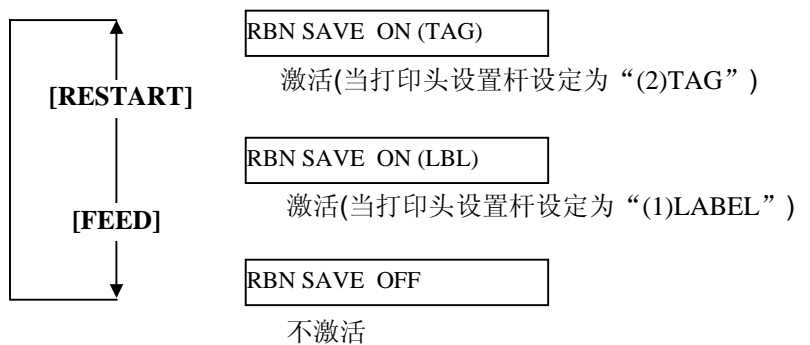 RBN SAVE ON (TAG)
激活(当打印头设置杆设定为“(2)TAG”)
[RESTART]
RBN SAVE ON (LBL)
激活(当打印头设置杆设定为“(1)LABEL”)
[FEED]
RBN SAVE OFF
不激活